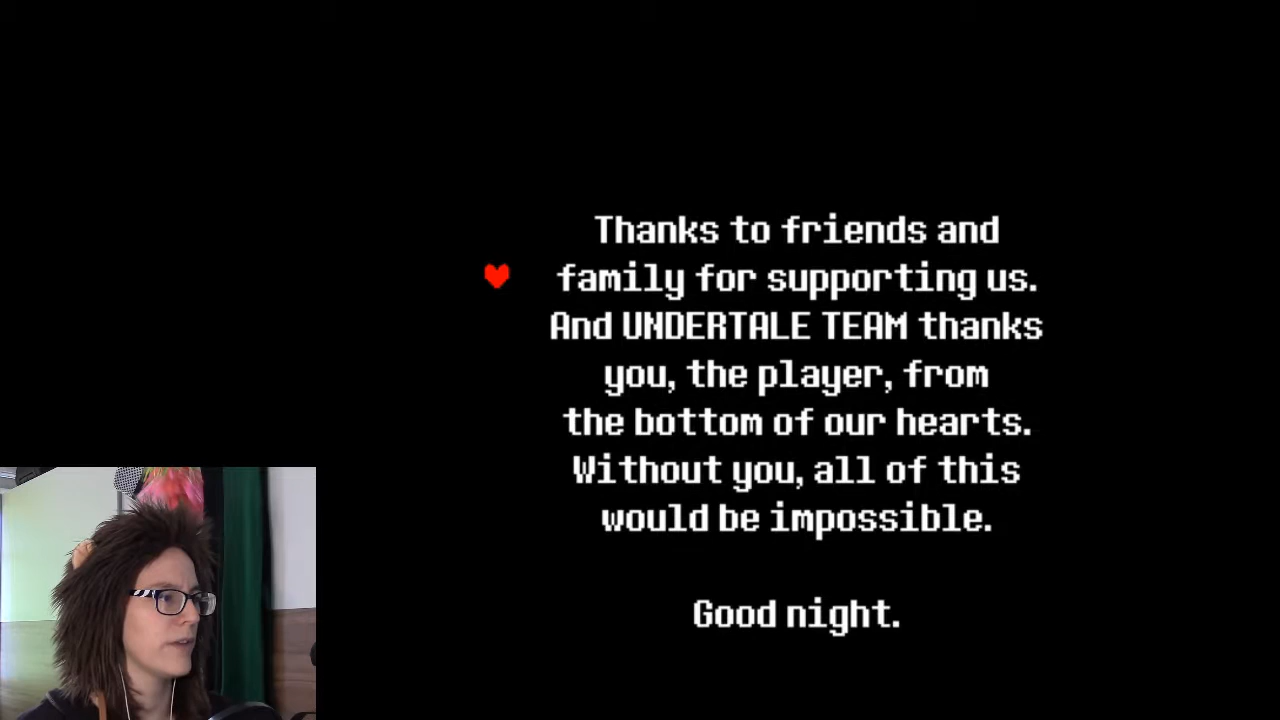 Thanks to friends and
family for supporting us.
And UNDERTALE TEAM thanks
you, the player, from
the bottom of our hearts.
Without you, all of this
would be impossible.
Good night.